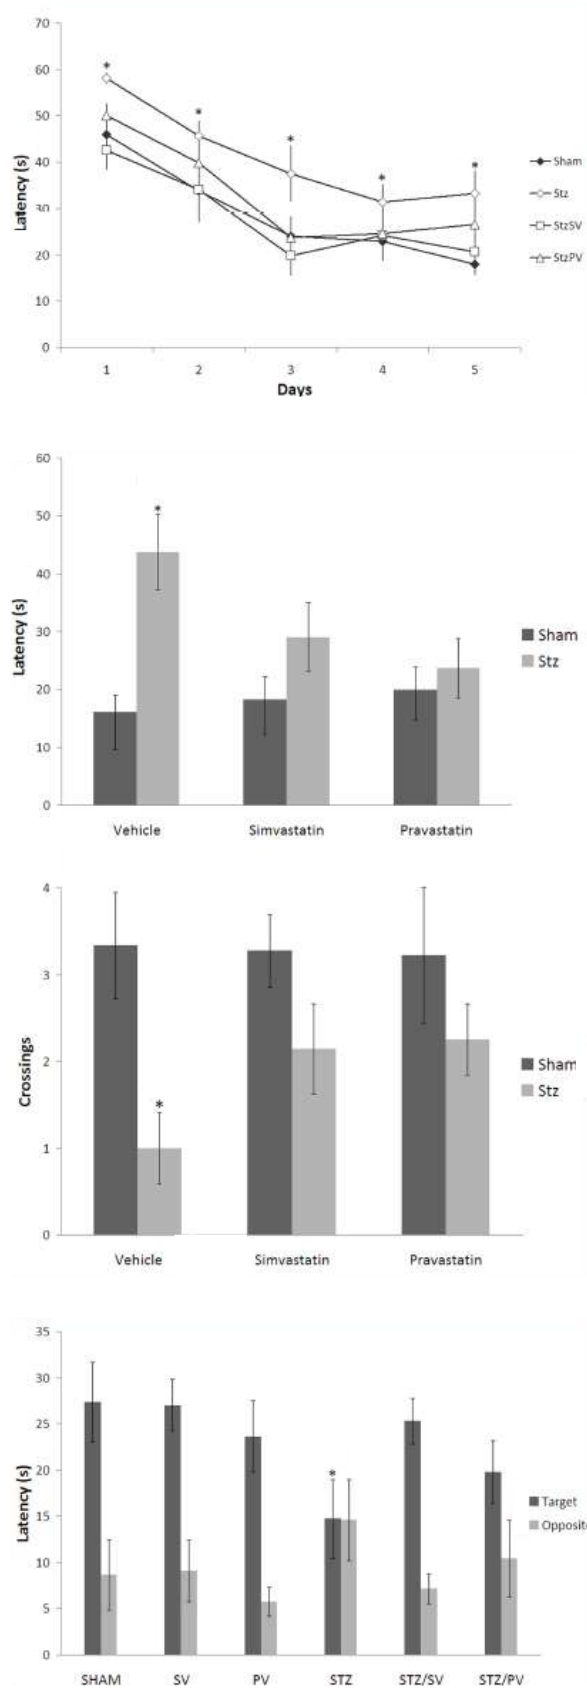 70
60
50
40
30
20
10
0
Latency (s)
* * * * *
1 2 3 4 5
Days
Sham
Stz
StzSV
StzPV
60
50
40
30
20
10
0
Latency (s)
*
Vehicle Simvastatin Pravastatin
Sham
Stz
4
3
2
1
0
Crossings
*
Vehicle Simvastatin Pravastatin
Sham
Stz
35
30
25
20
15
10
5
0
Latency (s)
*
SHAM SV PV STZ STZ/SV STZ/PV
Target
Opposite